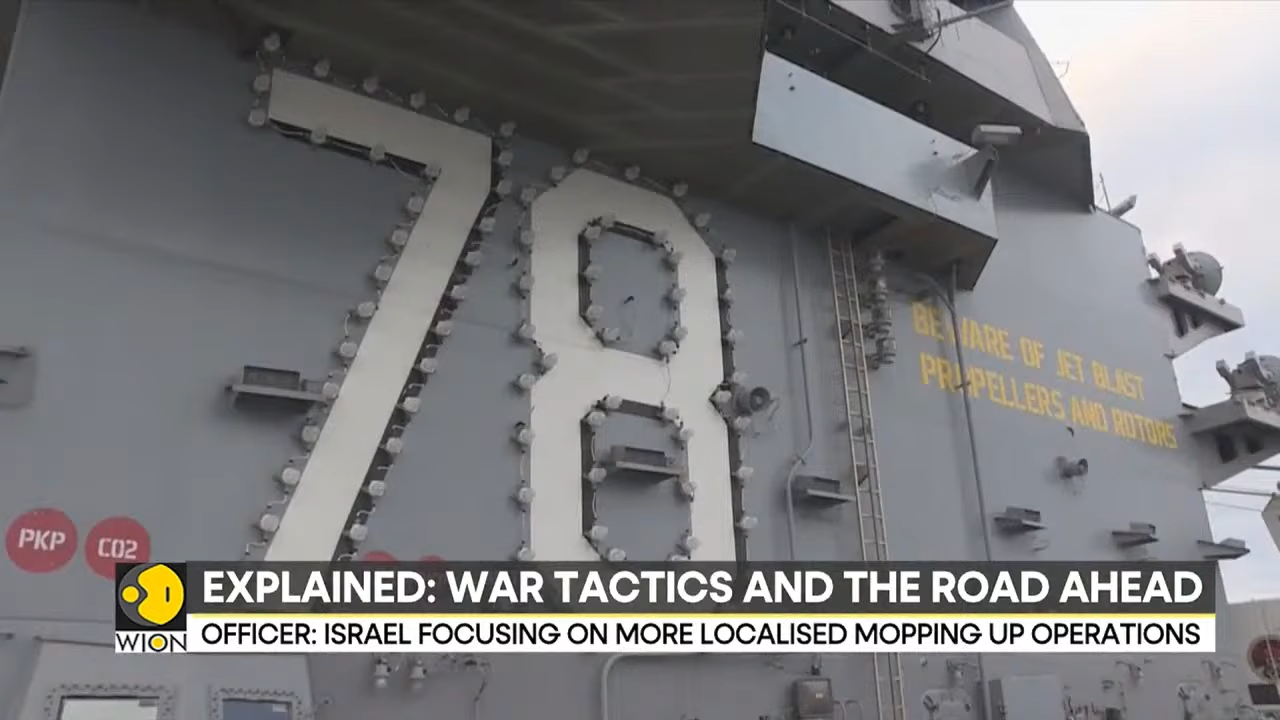 78
BEWARE OF JET BLAST
PROPELLERS AND ROTORS
PKP
CO2
EXPLAINED: WAR TACTICS AND THE ROAD AHEAD
OFFICER: ISRAEL FOCUSING ON MORE LOCALISED MOPPING UP OPERATIONS
WION